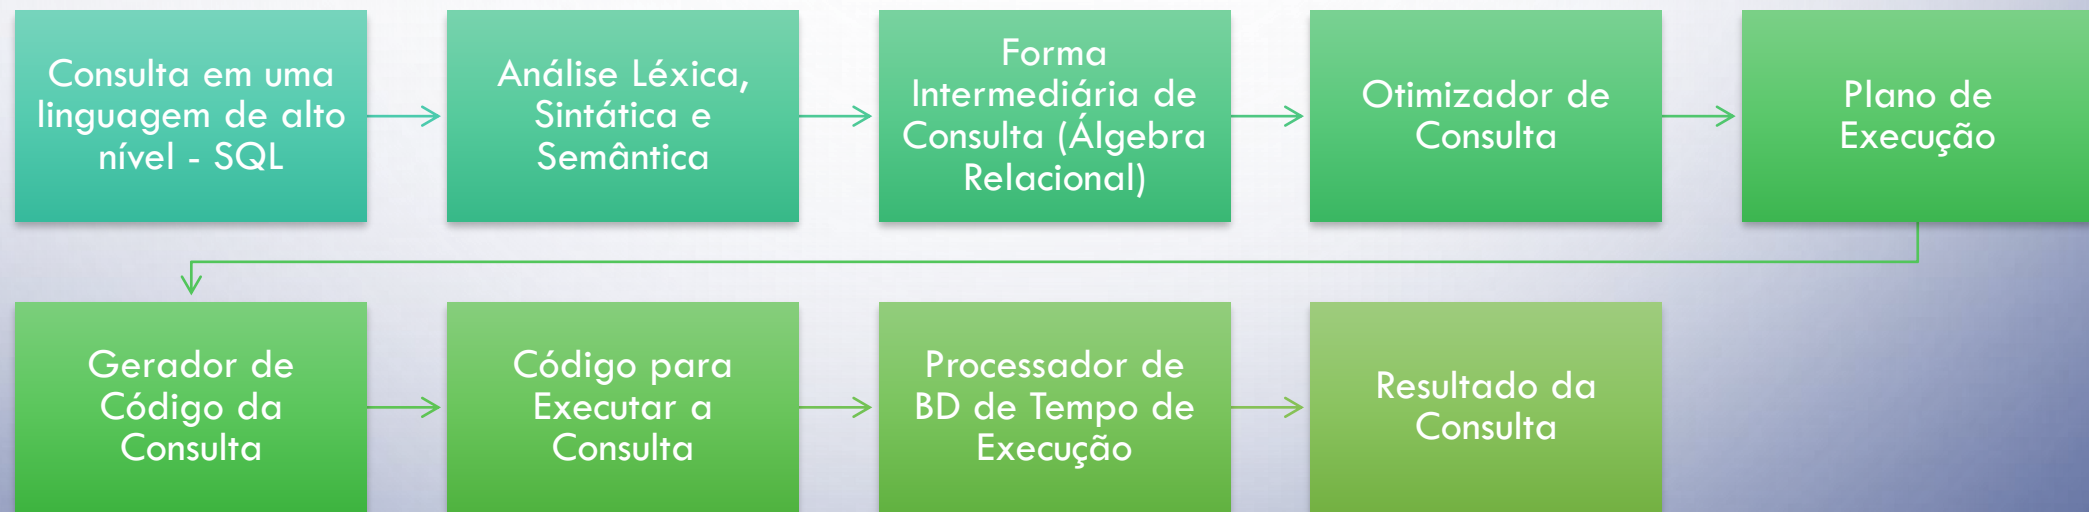 Consulta em uma
linguagem de alto
nível - SQL
Análise Léxica,
Sintática e
Semântica
Forma
Intermediária de
Consulta (Álgebra
Relacional)
Otimizador de
Consulta
Plano de
Execução
Gerador de
Código da
Consulta
Código para
Executar a
Consulta
Processador de
BD de Tempo de
Execução
Resultado da
Consulta